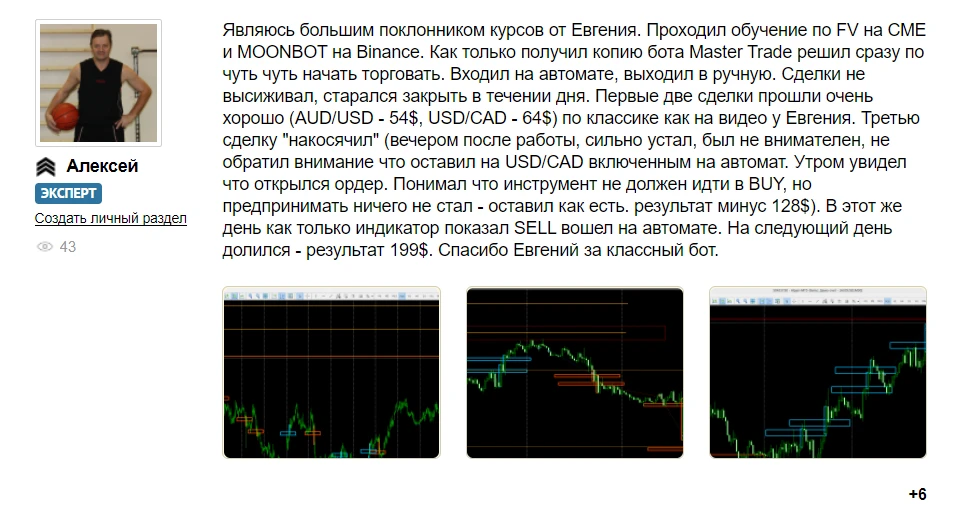 Являюсь большим поклонником курсов от Евгения. Проходил обучение по FV на CME
и MOONBOT на Binance. Как только получил копию бота Master Trade решил сразу по
чуть чуть начать торговать. Входил на автомате, выходил в ручную. Сделки не
высиживал, старался закрыть в течении дня. Первые две сделки прошли очень
хорошо (AUD/USD - 54$, USD/CAD - 64$) по классике как на видео у Евгения. Третью
сделку "накосячил" (вечером после работы, сильно устал, был не внимателен, не
обратил внимание что оставил на USD/CAD включенным на автомат. Утром увидел
что открылся ордер. Понимал что инструмент не должен идти в BUY, но
предпринимать ничего не стал - оставил как есть. результат минус 128$). В этот же
день как только индикатор показал SELL вошел на автомате. На следующий день
долился - результат 199$. Спасибо Евгений за классный бот.
Алексей
ЭКСПЕРТ
Создать личный раздел
43
+6